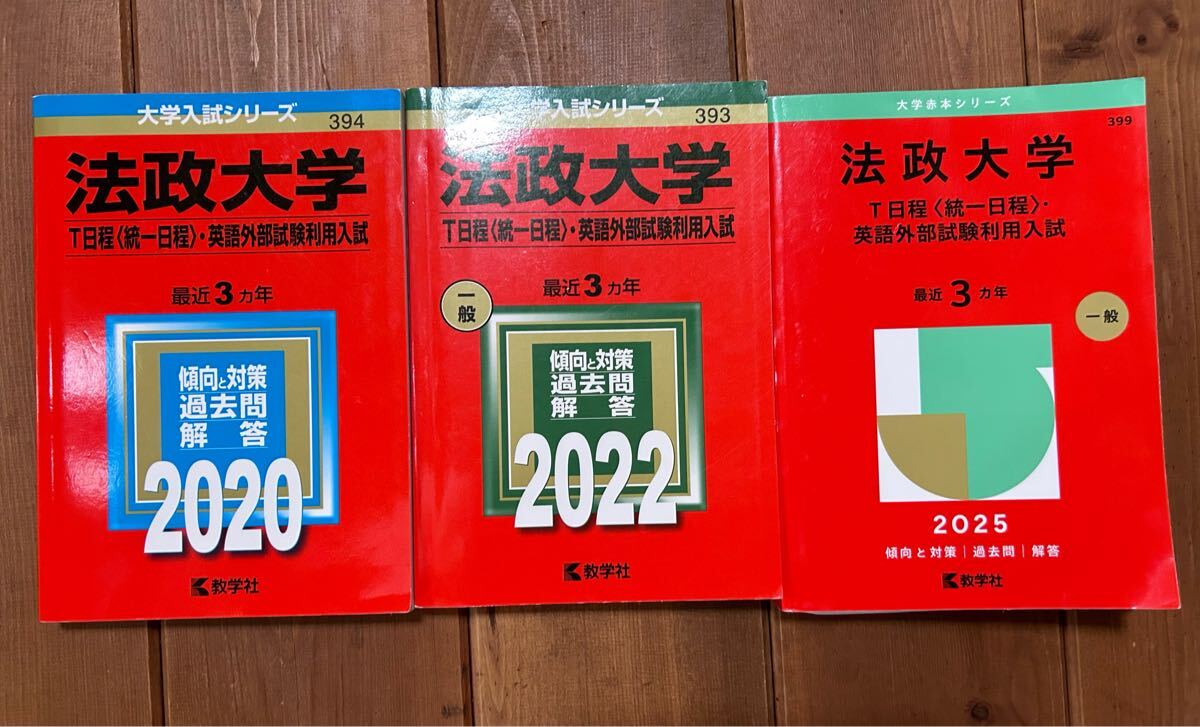 大学入試シリーズ
394
法政大学
T日程〈統一日程〉・英語外部試験利用入試
最近3カ年
傾向と対策
過去問
解答
2020
教学社
学入試シリーズ
393
法政大学
T日程〈統一日程〉・英語外部試験利用入試
最近3カ年
一般
傾向と対策
過去問
解答
2022
教学社
大学赤本シリーズ
399
法政大学
T日程〈統一日程〉・
英語外部試験利用入試
最近3カ年
一般
2025
傾向と対策|過去問|解答
教学社